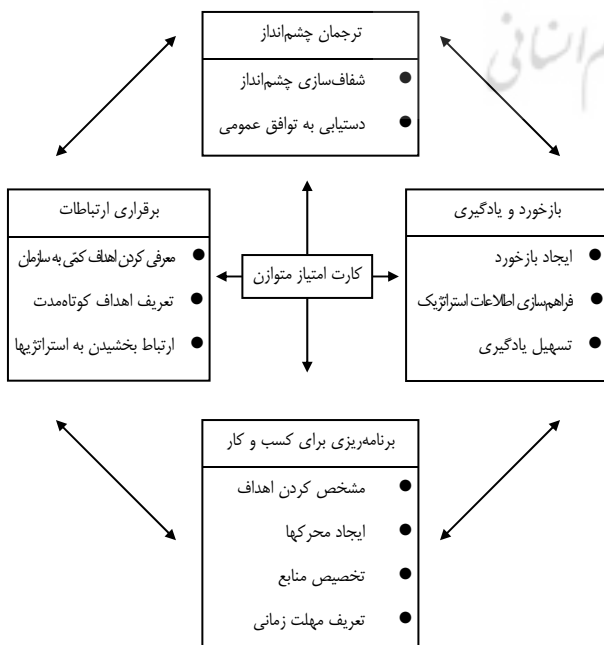 ترجمان چشم‌انداز
شفاف‌سازی چشم‌انداز
دستیابی به توافق عمومی
بازخورد و یادگیری
ایجاد بازخورد
فراهم‌سازی اطلاعات استراتژیک
تسهیل یادگیری
کارت امتیاز متوازن
برقراری ارتباطات
معرفی کردن اهداف کمّی به سازمان
تعریف اهداف کوتاه‌مدت
ارتباط بخشیدن به استراتژیها
برنامه‌ریزی برای کسب و کار
مشخص کردن اهداف
ایجاد محرکها
تخصیص منابع
تعریف مهلت زمانی